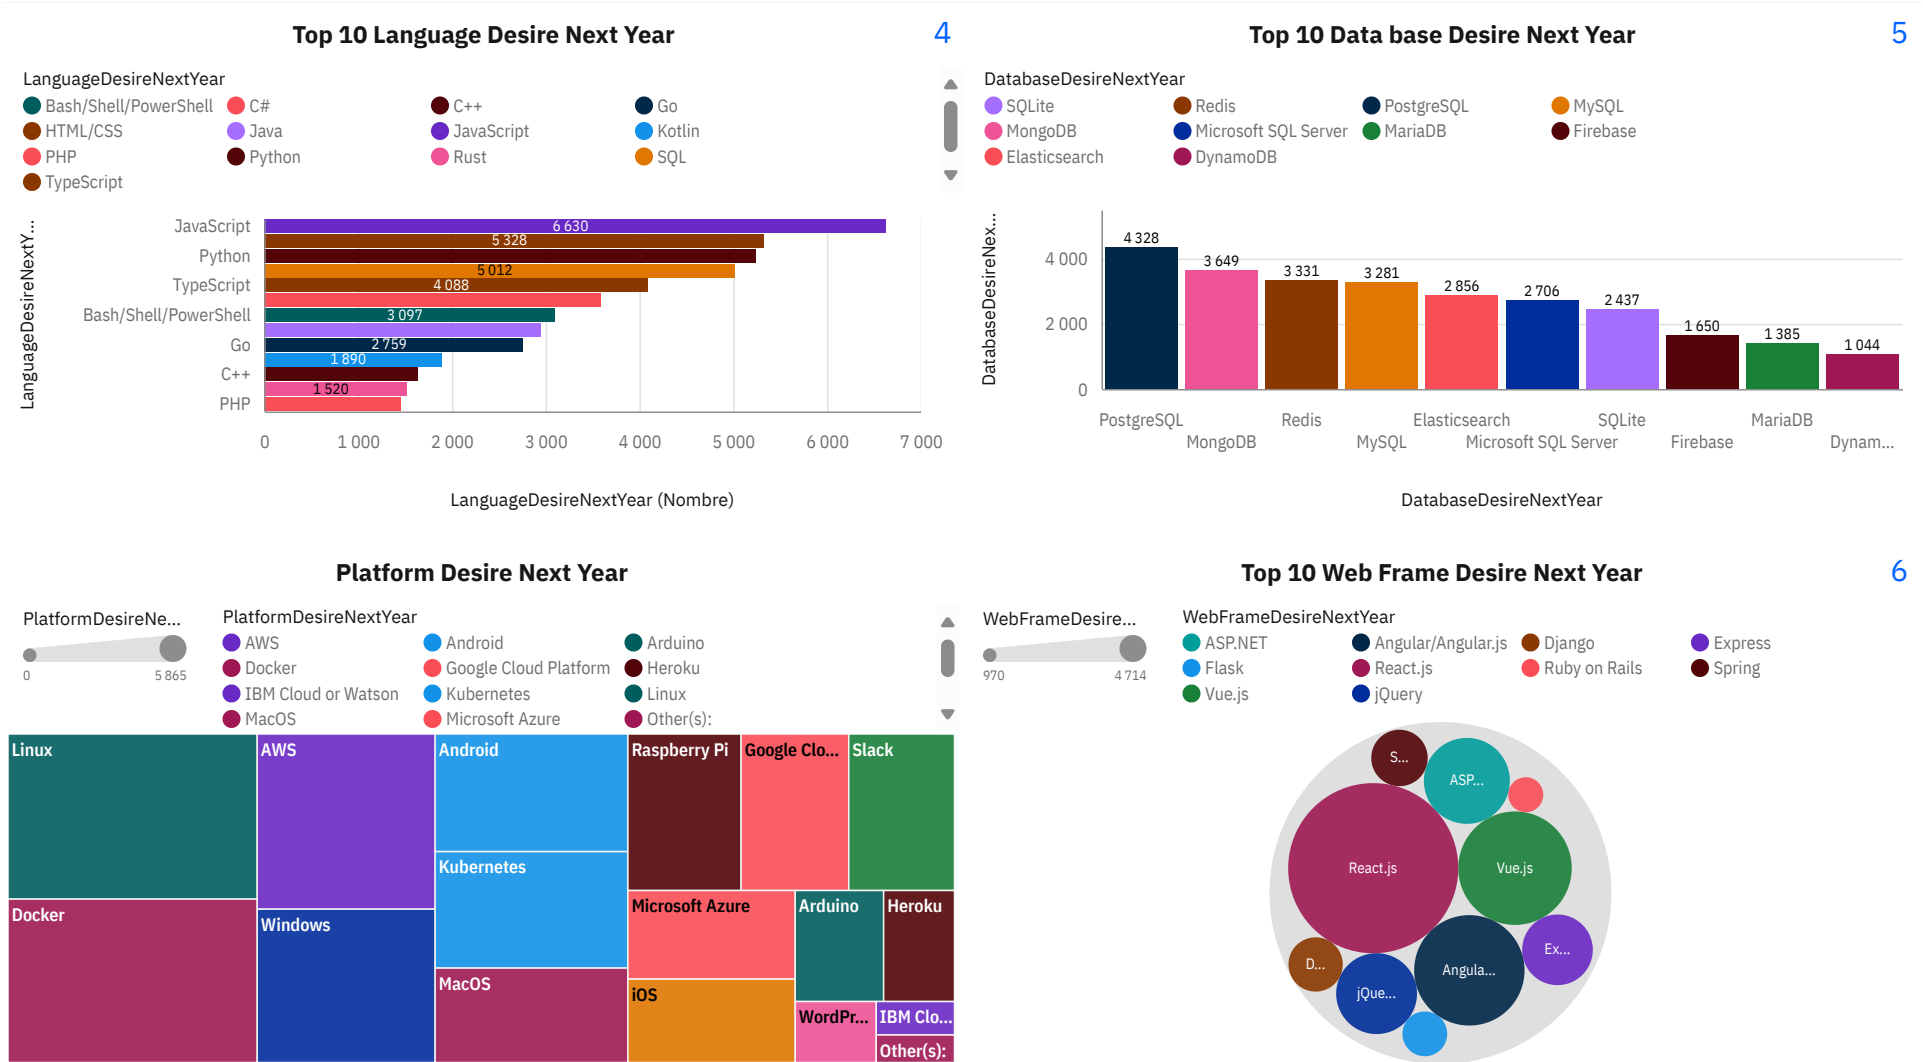 Top 10 Language Desire Next Year
4
LanguageDesireNextYear
Bash/Shell/PowerShell C# C++ Go
HTML/CSS Java JavaScript Kotlin
PHP Python Rust SQL
TypeScript
LanguageDesireNextY...
JavaScript 6 630
5 328
Python
5 012
TypeScript 4 088
Bash/Shell/PowerShell 3 097
Go 2 759
1 890
C++
1 520
PHP
0 1 000 2 000 3 000 4 000 5 000 6 000 7 000
LanguageDesireNextYear (Nombre)
Top 10 Data base Desire Next Year
5
DatabaseDesireNextYear
SQLite Redis PostgreSQL MySQL
MongoDB Microsoft SQL Server MariaDB Firebase
Elasticsearch DynamoDB
DatabaseDesireNex...
4 000
2 000
0
4 328 3 649 3 331 3 281 2 856 2 706 2 437 1 650 1 385 1 044
PostgreSQL Redis Elasticsearch SQLite MariaDB
MongoDB MySQL Microsoft SQL Server Firebase Dynam...
DatabaseDesireNextYear
Platform Desire Next Year
PlatformDesireNe...
0 5 865
PlatformDesireNextYear
AWS Android Arduino
Docker Google Cloud Platform Heroku
IBM Cloud or Watson Kubernetes Linux
MacOS Microsoft Azure Other(s):
Linux AWS Android Raspberry Pi Google Clo... Slack
Kubernetes
Microsoft Azure Arduino Heroku
Docker Windows
MacOS iOS
WordPr... IBM Clo...
Other(s):
Top 10 Web Frame Desire Next Year
6
WebFrameDesire...
970 4 714
WebFrameDesireNextYear
ASP.NET Angular/Angular.js Django Express
Flask React.js Ruby on Rails Spring
Vue.js jQuery
S...
ASP...
React.js Vue.js
Ex...
D... Angula...
jQue...